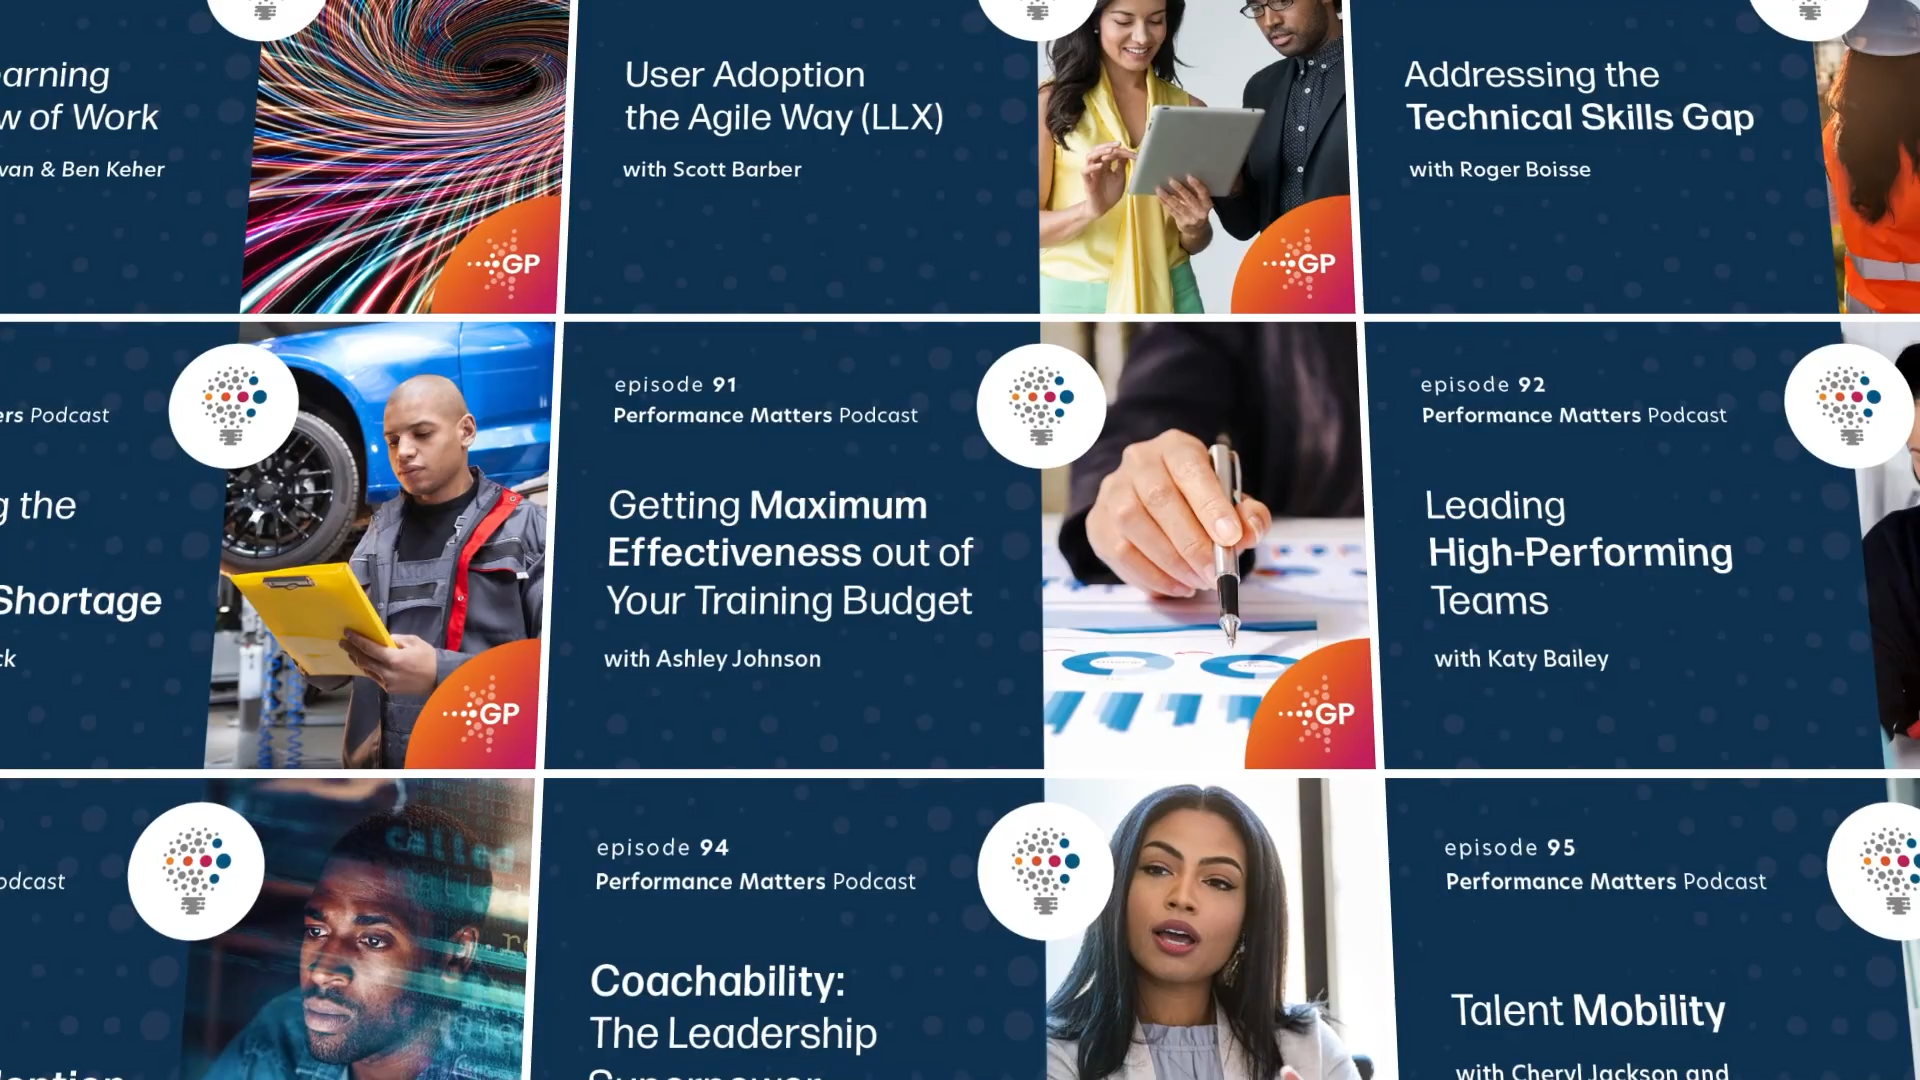 arning
w of Work
van & Ben Keher
GP
User Adoption
the Agile Way (LLX)
with Scott Barber
GP
Addressing the
Technical Skills Gap
with Roger Boisse
ers Podcast
g the
Shortage
ck
GP
episode 91
Performance Matters Podcast
Getting Maximum
Effectiveness out of
Your Training Budget
with Ashley Johnson
GP
episode 92
Performance Matters Podcast
Leading
High-Performing
Teams
with Katy Bailey
odcast
called
episode 94
Performance Matters Podcast
Coachability:
The Leadership
Superpower
episode 95
Performance Matters Podcast
Talent Mobility
with Cheryl Jackson and